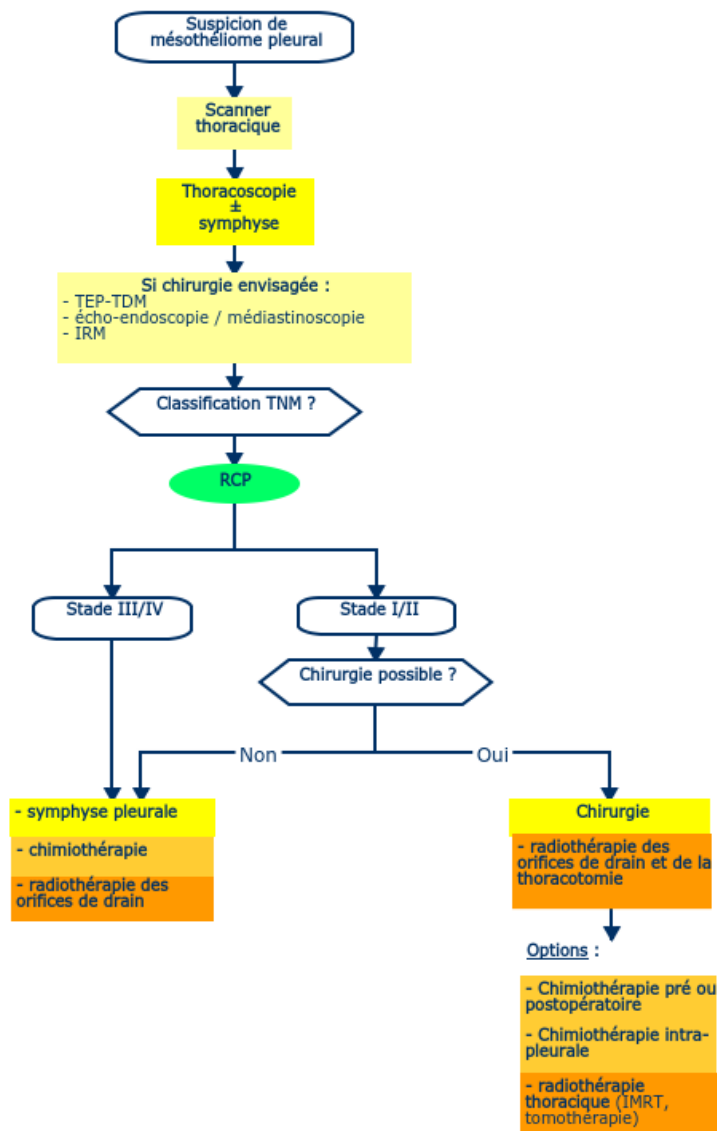 Suspicion de
mésothéliome pleural
Scanner
thoracique
Thoracoscopie
±
symphyse
Si chirurgie envisagée :
- TEP-TDM
- écho-endoscopie / médiastinoscopie
- IRM
Classification TNM ?
RCP
Stade III/IV
Stade I/II
Chirurgie possible ?
Non
Oui
- symphyse pleurale
- chimiothérapie
- radiothérapie des
orifices de drain
Chirurgie
- radiothérapie des
orifices de drain et de la
thoracotomie
Options :
- Chimiothérapie pré ou
postopératoire
- Chimiothérapie intra-
pleurale
- radiothérapie
thoracique (IMRT,
tomothérapie)